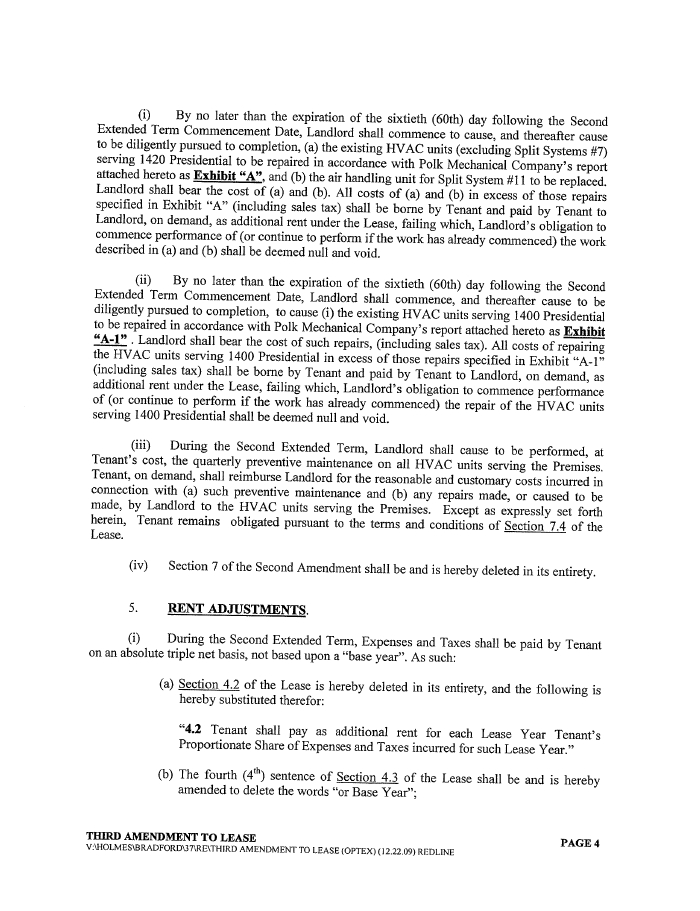 (i) By no later than the expiration of the sixtieth (60th) day following the Second
Extended Term Commencement Date, Landlord shall commence to cause, and thereafter cause
to be diligently pursued to completion, (a) the existing HVAC units (excluding Split Systems #7)
serving 1420 Presidential to be repaired in accordance with Polk Mechanical Company's report
attached hereto as Exhibit "A", and (b) the air handling unit for Split System #11 to be replaced.
Landlord shall bear the cost of (a) and (b). All costs of (a) and (b) in excess of those repairs
specified in Exhibit "A" (including sales tax) shall be borne by Tenant and paid by Tenant to
Landlord, on demand, as additional rent under the Lease, failing which, Landlord's obligation to
commence performance of (or continue to perform if the work has already commenced) the work
described in (a) and (b) shall be deemed null and void.
(ii) By no later than the expiration of the sixtieth (60th) day following the Second
Extended Term Commencement Date, Landlord shall commence, and thereafter cause to be
diligently pursued to completion, to cause (i) the existing HVAC units serving 1400 Presidential
to be repaired in accordance with Polk Mechanical Company's report attached hereto as Exhibit
"A-1" . Landlord shall bear the cost of such repairs, (including sales tax). All costs of repairing
the HVAC units serving 1400 Presidential in excess of those repairs specified in Exhibit "A-1"
(including sales tax) shall be borne by Tenant and paid by Tenant to Landlord, on demand, as
additional rent under the Lease, failing which, Landlord's obligation to commence performance
of (or continue to perform if the work has already commenced) the repair of the HVAC units
serving 1400 Presidential shall be deemed null and void.
(iii) During the Second Extended Term, Landlord shall cause to be performed, at
Tenant's cost, the quarterly preventive maintenance on all HVAC units serving the Premises.
Tenant, on demand, shall reimburse Landlord for the reasonable and customary costs incurred in
connection with (a) such preventive maintenance and (b) any repairs made, or caused to be
made, by Landlord to the HVAC units serving the Premises. Except as expressly set forth
herein, Tenant remains obligated pursuant to the terms and conditions of Section 7.4 of the
Lease.
(iv) Section 7 of the Second Amendment shall be and is hereby deleted in its entirety.
5. RENT ADJUSTMENTS.
(i) During the Second Extended Term, Expenses and Taxes shall be paid by Tenant
on an absolute triple net basis, not based upon a "base year". As such:
(a) Section 4.2 of the Lease is hereby deleted in its entirety, and the following is
hereby substituted therefor:
"4.2 Tenant shall pay as additional rent for each Lease Year Tenant's
Proportionate Share of Expenses and Taxes incurred for such Lease Year."
(b) The fourth (4th) sentence of Section 4.3 of the Lease shall be and is hereby
amended to delete the words "or Base Year";
THIRD AMENDMENT TO LEASE
V:\HOLMES\BRADFORD\37\RE\THIRD AMENDMENT TO LEASE (OPTEX) (12.22.09) REDLINE
PAGE 4